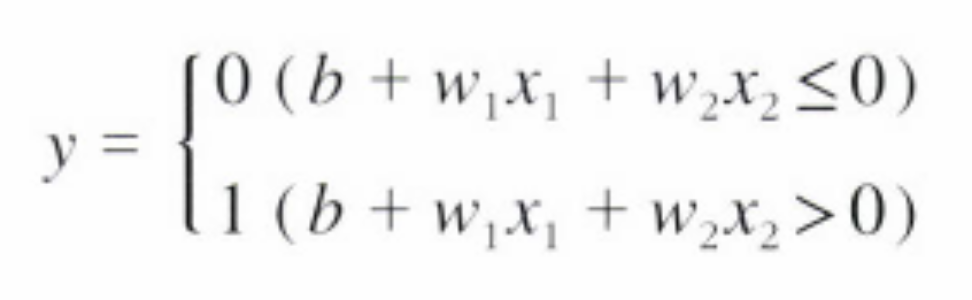 y = { 0 (b + w₁x₁ + w₂x₂ ≤ 0)
1 (b + w₁x₁ + w₂x₂ > 0)